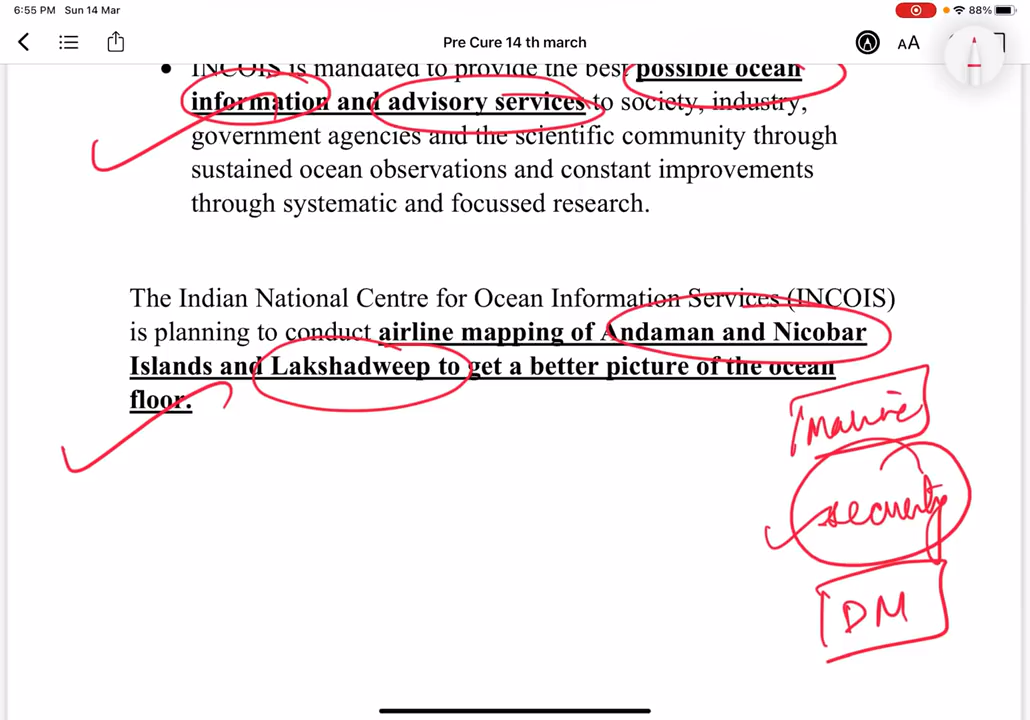 6:55 PM Sun 14 Mar
88%
Pre Cure 14 th march
AA
INCOIS is mandated to provide the best possible ocean
information and advisory services to society, industry,
government agencies and the scientific community through
sustained ocean observations and constant improvements
through systematic and focussed research.
The Indian National Centre for Ocean Information Services (INCOIS)
is planning to conduct airline mapping of Andaman and Nicobar
Islands and Lakshadweep to get a better picture of the ocean
floor.
security
DM